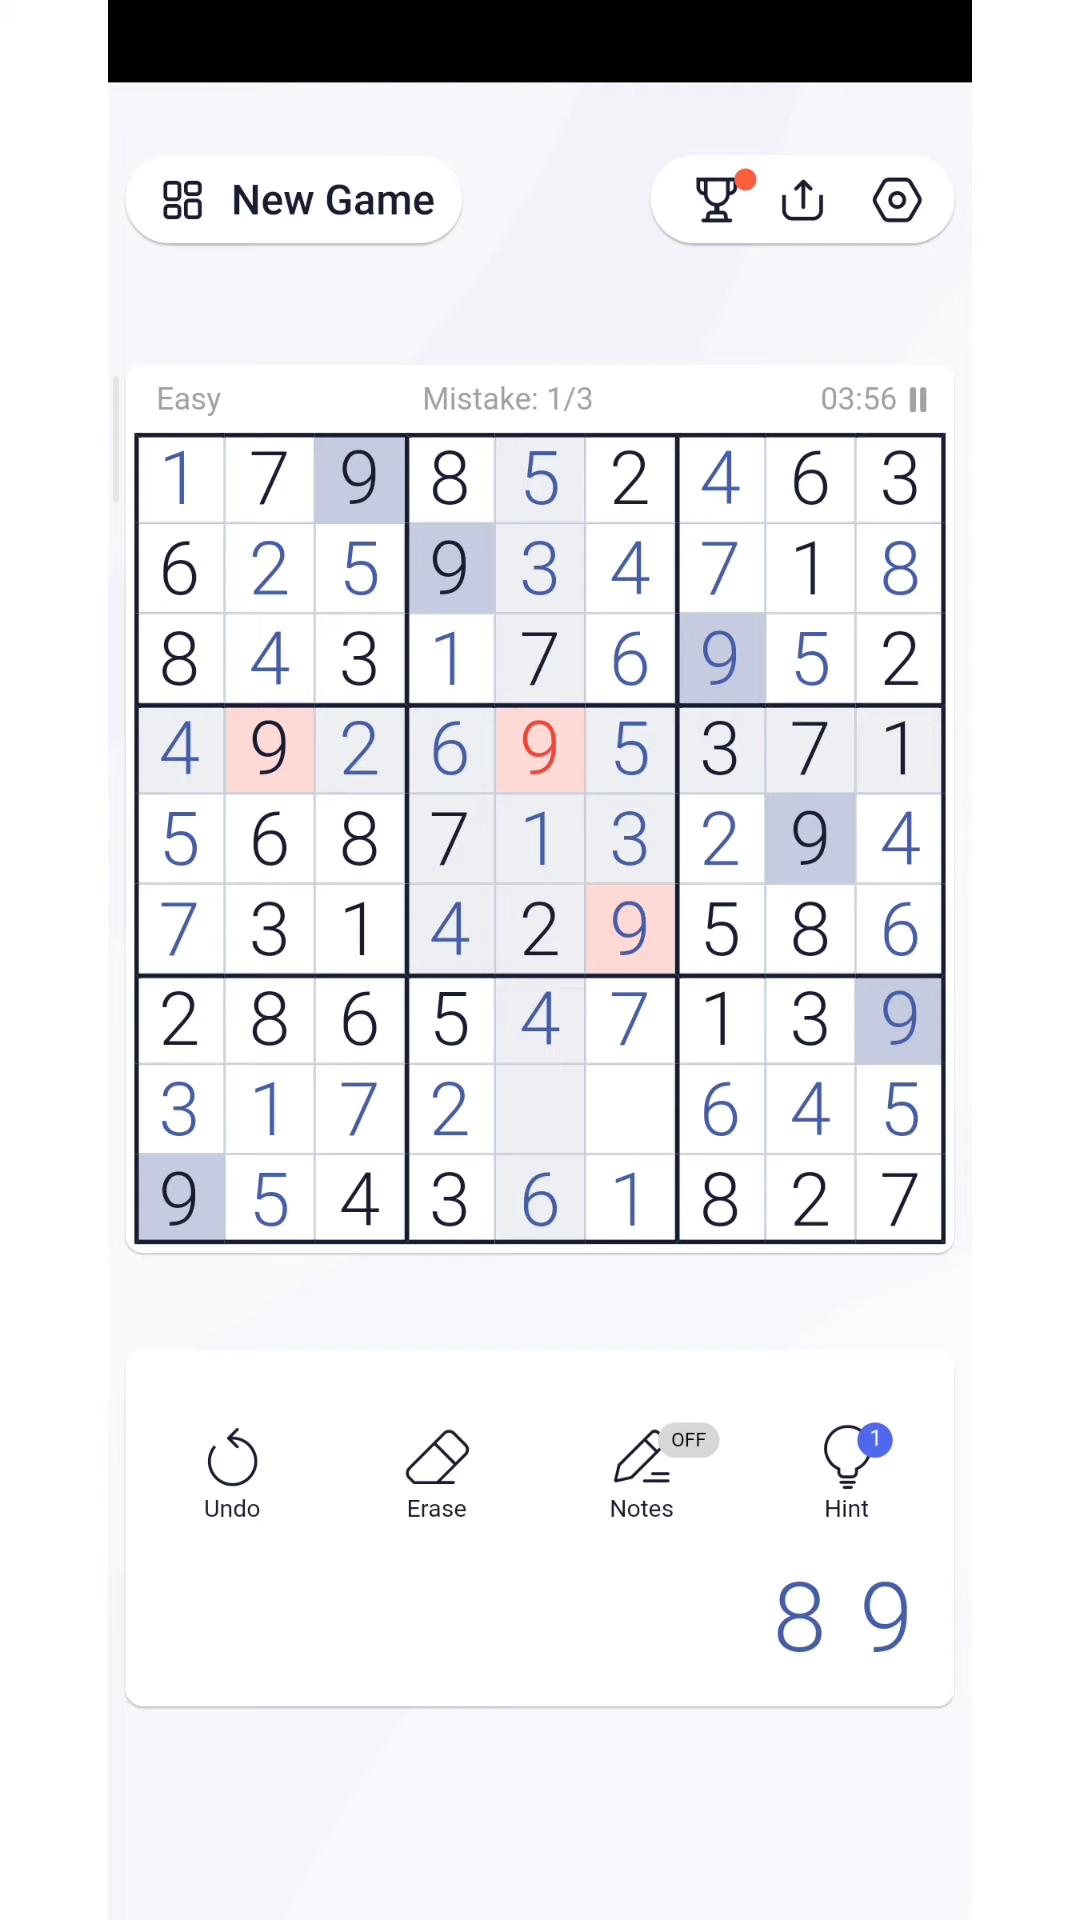 New Game
Easy Mistake: 1/3 03:56
1 7 9 8 5 2 4 6 3
6 2 5 9 3 4 7 1 8
8 4 3 1 7 6 9 5 2
4 9 2 6 9 5 3 7 1
5 6 8 7 1 3 2 9 4
7 3 1 4 2 9 5 8 6
2 8 6 5 4 7 1 3 9
3 1 7 2 6 4 5
9 5 4 3 6 1 8 2 7
OFF 1
Undo Erase Notes Hint
8 9